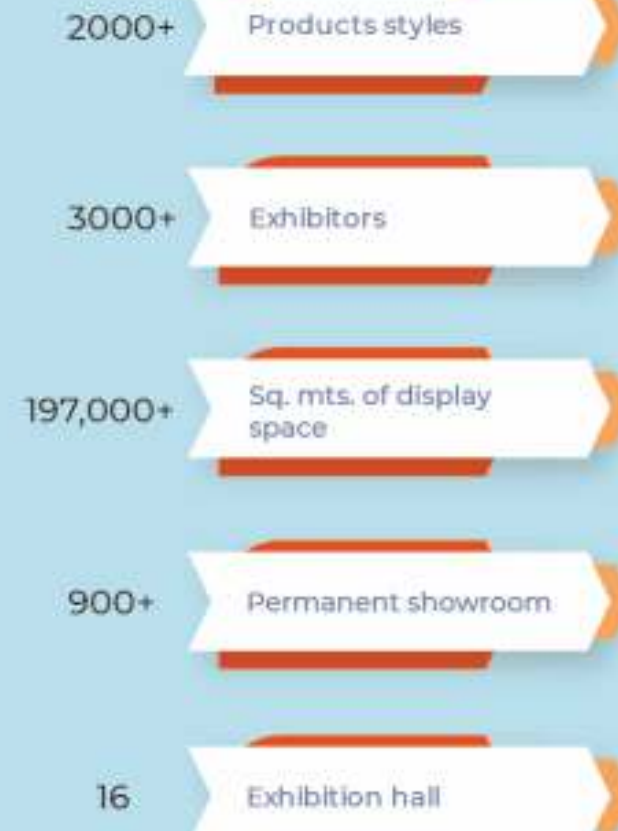 2000+ Products styles
3000+ Exhibitors
197,000+ Sq. mts. of display
space
900+ Permanent showroom
16 Exhibition hall